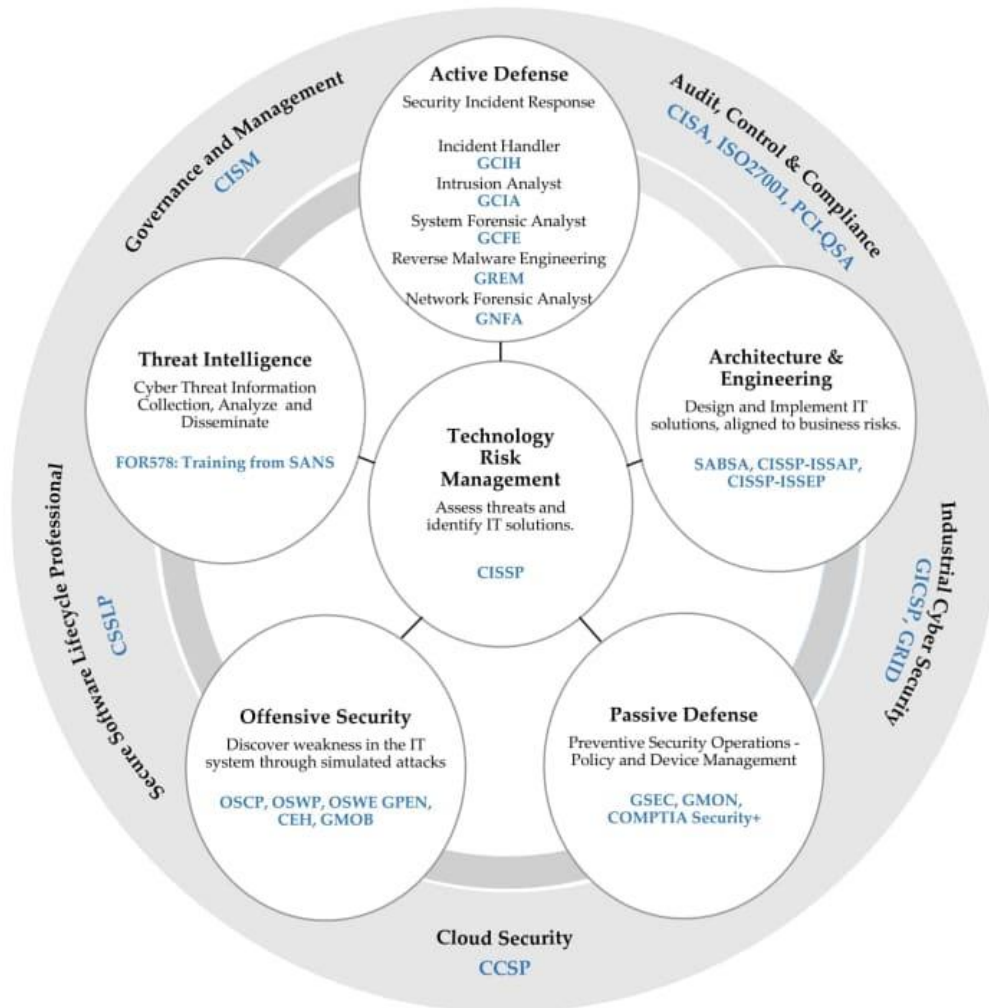 Governance and Management
CISM
Audit, Control & Compliance
CISA, ISO27001, PCI-QSA
Active Defense
Security Incident Response
Incident Handler
GCIH
Intrusion Analyst
GCIA
System Forensic Analyst
GCFE
Reverse Malware Engineering
GREM
Network Forensic Analyst
GNFA
Threat Intelligence
Cyber Threat Information
Collection, Analyze and
Disseminate
FOR578: Training from SANS
Architecture &
Engineering
Design and Implement IT
solutions, aligned to business risks.
SABSA, CISSP-ISSAP,
CISSP-ISSEP
Technology
Risk
Management
Assess threats and
identify IT solutions.
CISSP
Secure Software Lifecycle Professional
CSSLP
Industrial Cyber Security
GICSP, GRID
Offensive Security
Discover weakness in the IT
system through simulated attacks
OSCP, OSWP, OSWE GPEN,
CEH, GMOB
Passive Defense
Preventive Security Operations -
Policy and Device Management
GSEC, GMON,
COMPTIA Security+
Cloud Security
CCSP